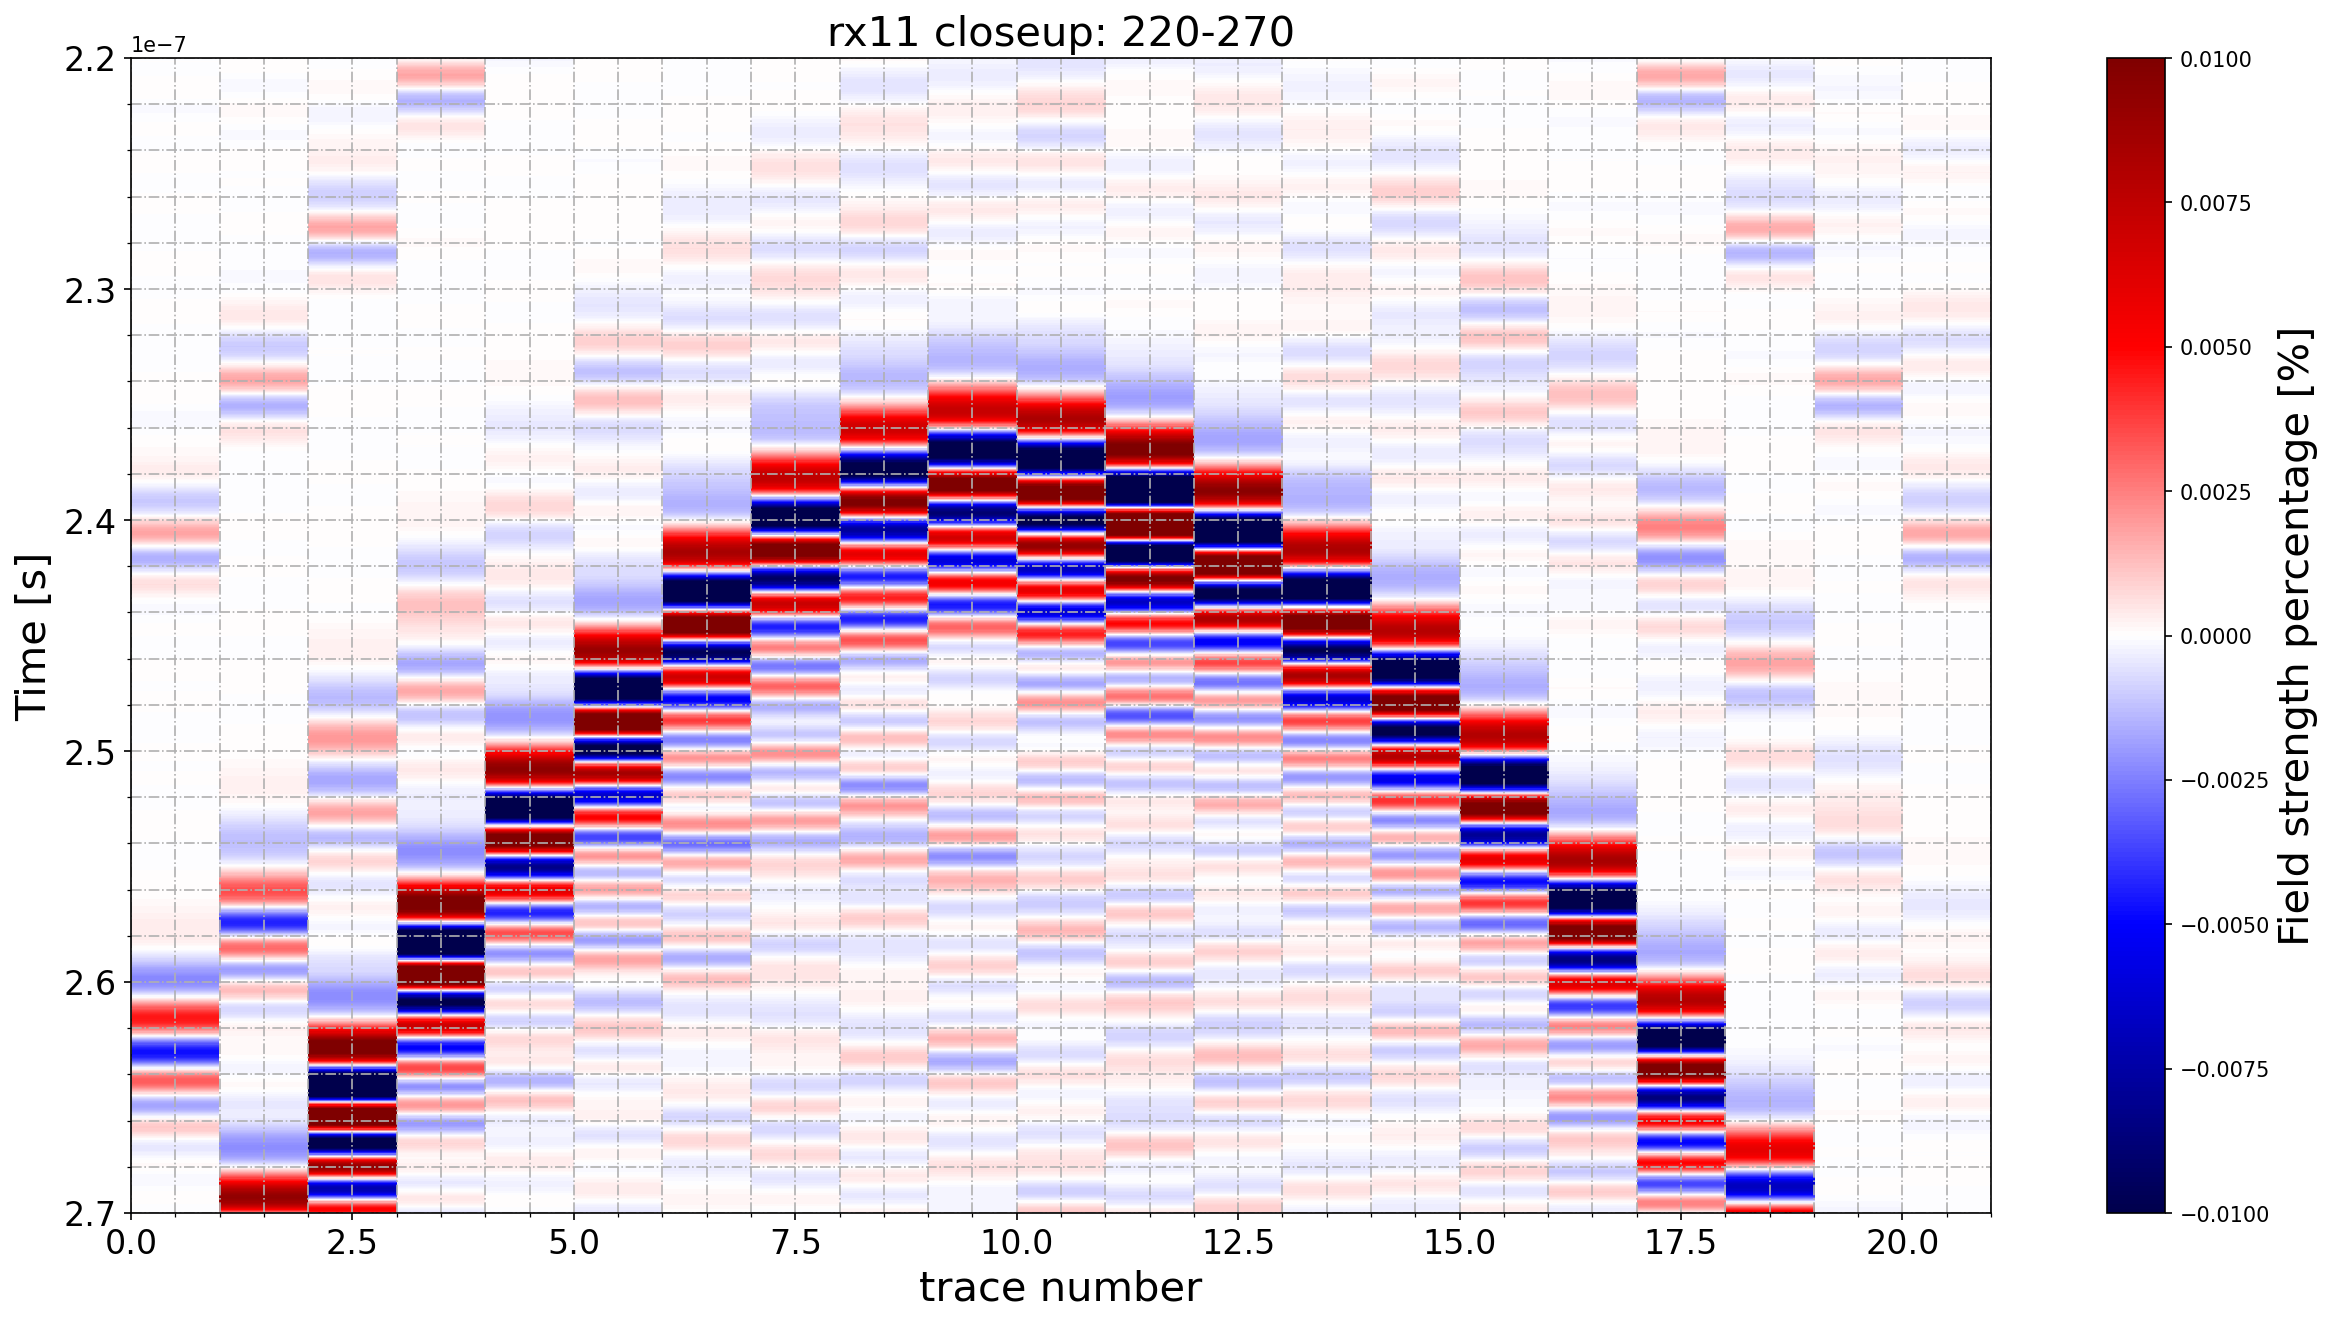 rx11 closeup: 220-270
1e−7
2.2
2.3
2.4
2.5
2.6
2.7
Time [s]
0.0 2.5 5.0 7.5 10.0 12.5 15.0 17.5 20.0
trace number
0.0100
0.0075
0.0050
0.0025
0.0000
−0.0025
−0.0050
−0.0075
−0.0100
Field strength percentage [%]